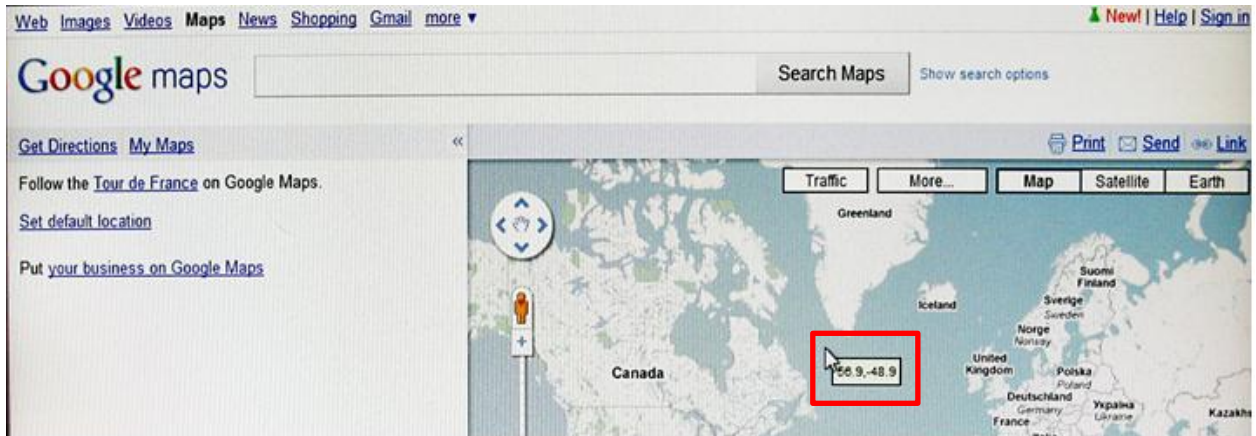 Web Images Videos Maps News Shopping Gmail more ▼
New! | Help | Sign in
Google maps
Search Maps
Show search options
Get Directions My Maps
«
Print Send Link
Follow the Tour de France on Google Maps.
Set default location
Put your business on Google Maps
Traffic More... Map Satellite Earth
Greenland
Suomi
Finland
Iceland
Sverige
Sweden
Norge
Norway
+
Canada
56.9,-48.9
United
Kingdom
Polska
Poland
Deutschland
Germany
Україна
Ukraine
France
Kazakhs